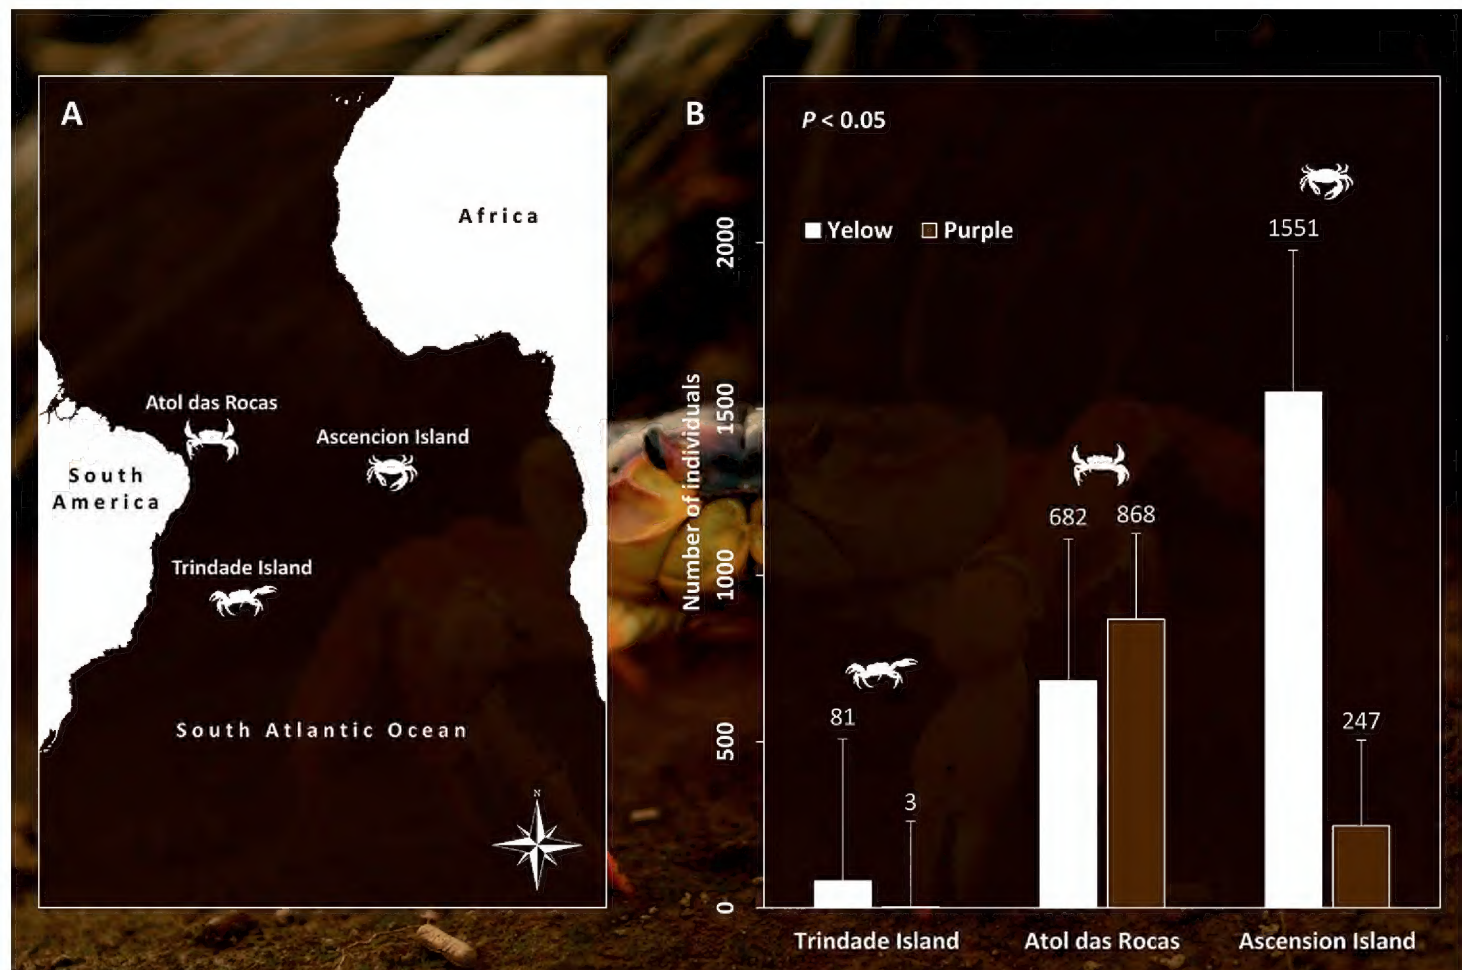 A
Africa
Atol das Rocas
Ascencion Island
South
America
Trindade Island
South Atlantic Ocean
N
B
P < 0.05
Yelow
Purple
Number of individuals
2000
1500
1000
500
0
81
3
682
868
1551
247
Trindade Island
Atol das Rocas
Ascension Island